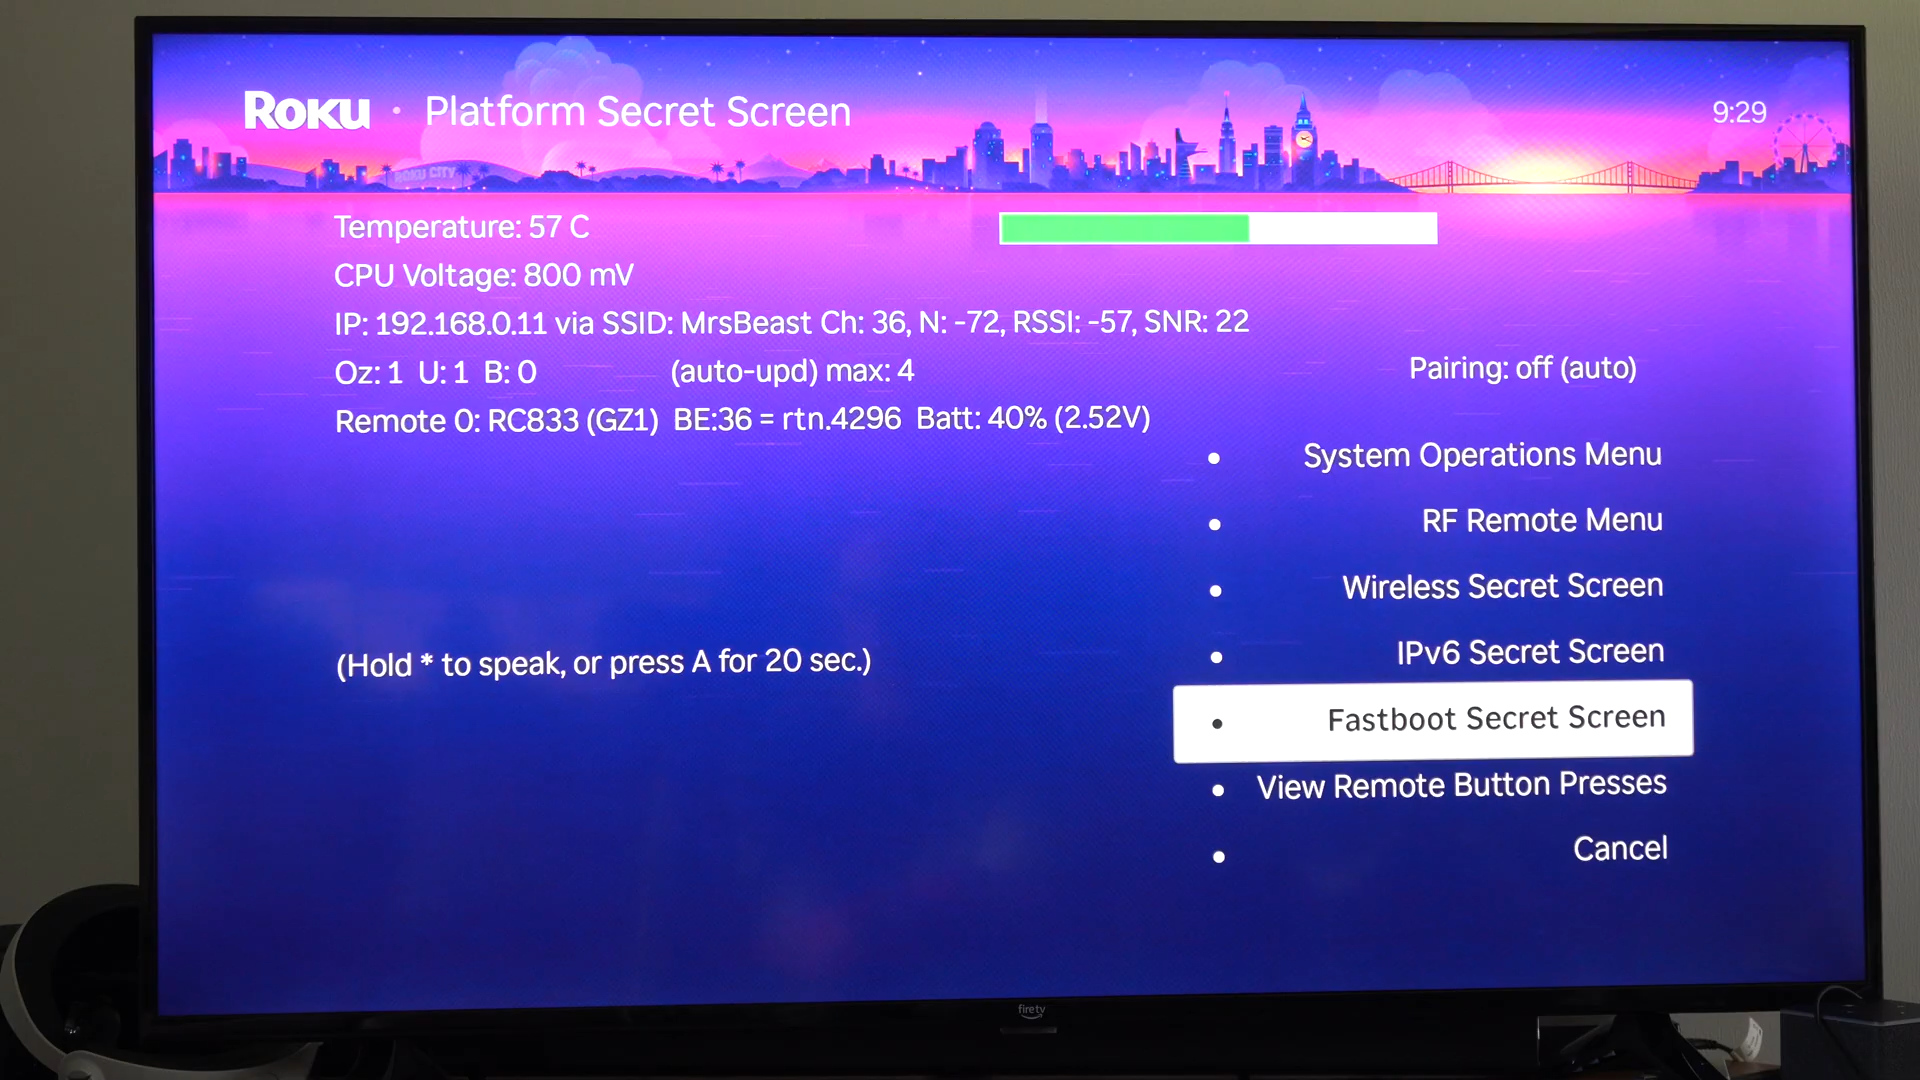 Roku · Platform Secret Screen
9:29
ROKU CITY
Temperature: 57 C
CPU Voltage: 800 mV
IP: 192.168.0.11 via SSID: MrsBeast Ch: 36, N: -72, RSSI: -57, SNR: 22
Oz: 1 U: 1 B: 0 (auto-upd) max: 4
Pairing: off (auto)
Remote 0: RC833 (GZ1) BE:36 = rtn.4296 Batt: 40% (2.52V)
• System Operations Menu
• RF Remote Menu
• Wireless Secret Screen
• IPv6 Secret Screen
(Hold * to speak, or press A for 20 sec.)
• Fastboot Secret Screen
• View Remote Button Presses
• Cancel
fire tv